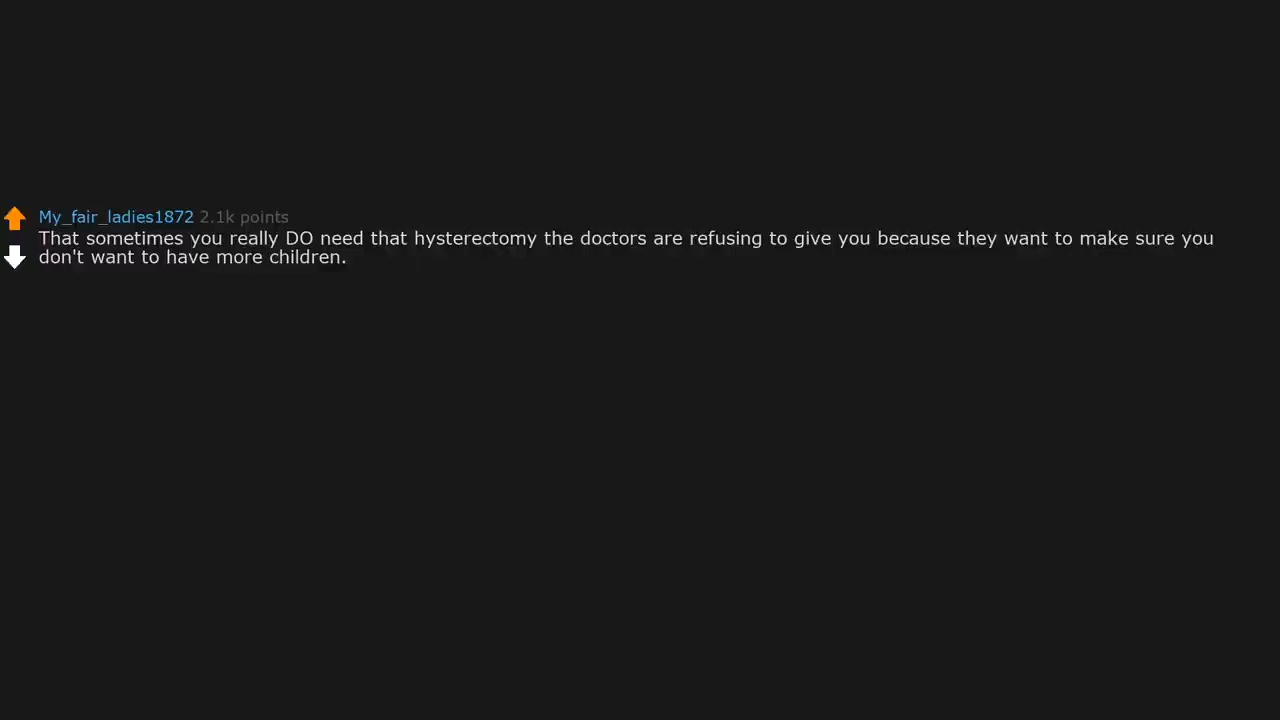 My_fair_ladies1872 2.1k points
That sometimes you really DO need that hysterectomy the doctors are refusing to give you because they want to make sure you
don't want to have more children.